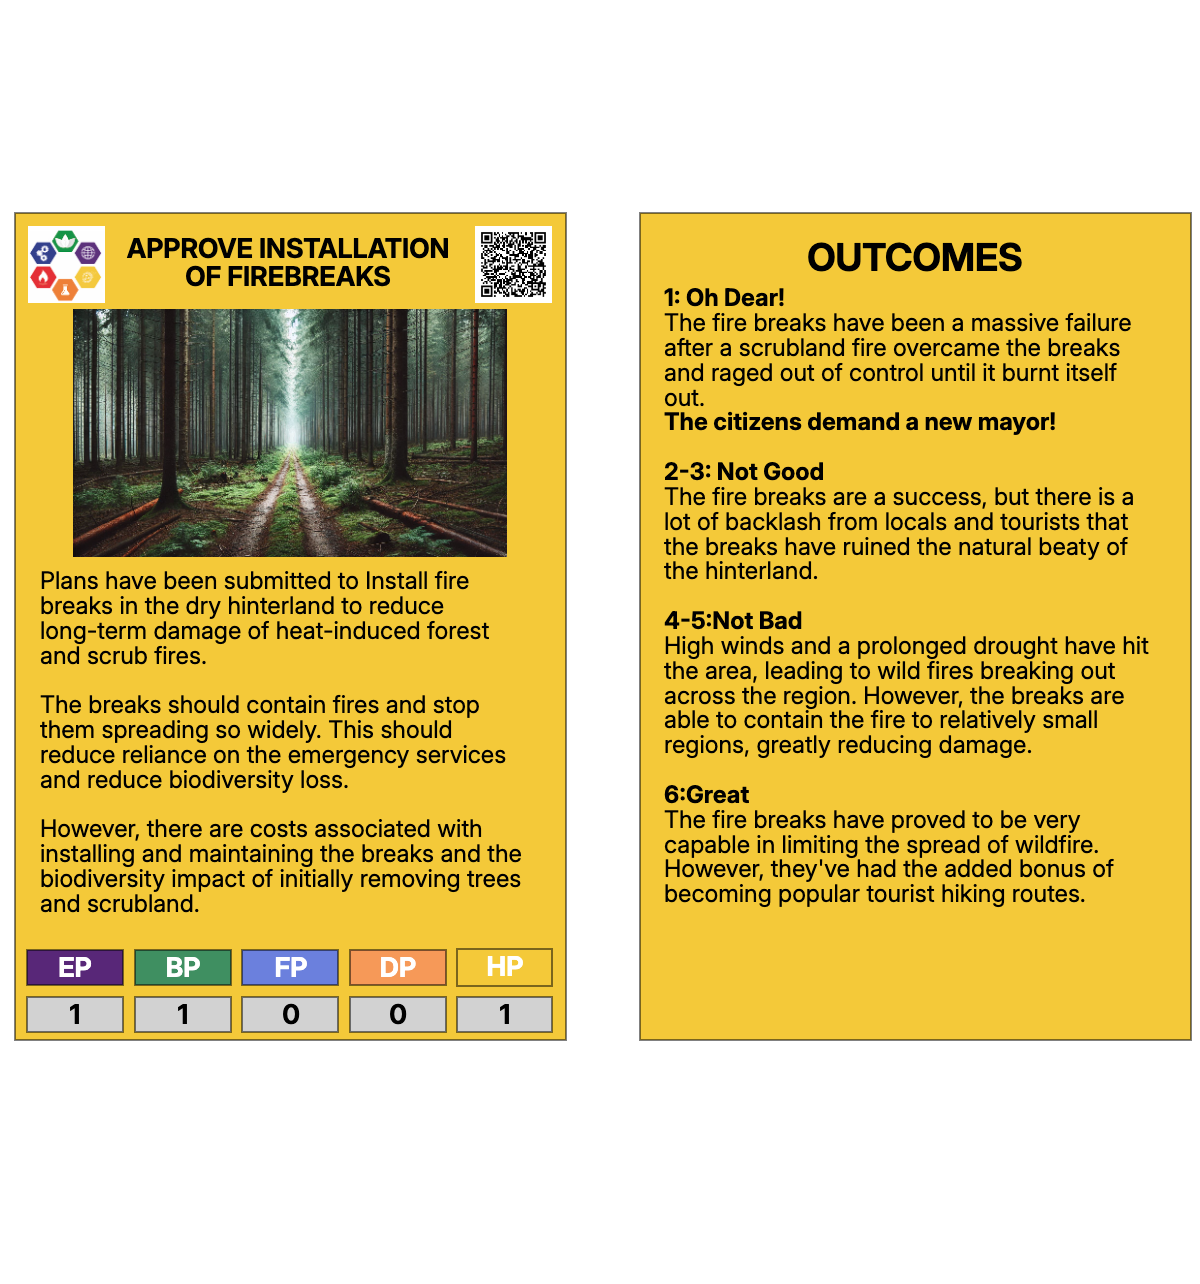 APPROVE INSTALLATION
OF FIREBREAKS
Plans have been submitted to Install fire
breaks in the dry hinterland to reduce
long-term damage of heat-induced forest
and scrub fires.
The breaks should contain fires and stop
them spreading so widely. This should
reduce reliance on the emergency services
and reduce biodiversity loss.
However, there are costs associated with
installing and maintaining the breaks and the
biodiversity impact of initially removing trees
and scrubland.
EP BP FP DP HP
1 1 0 0 1
OUTCOMES
1: Oh Dear!
The fire breaks have been a massive failure
after a scrubland fire overcame the breaks
and raged out of control until it burnt itself
out.
The citizens demand a new mayor!
2-3: Not Good
The fire breaks are a success, but there is a
lot of backlash from locals and tourists that
the breaks have ruined the natural beaty of
the hinterland.
4-5:Not Bad
High winds and a prolonged drought have hit
the area, leading to wild fires breaking out
across the region. However, the breaks are
able to contain the fire to relatively small
regions, greatly reducing damage.
6:Great
The fire breaks have proved to be very
capable in limiting the spread of wildfire.
However, they've had the added bonus of
becoming popular tourist hiking routes.